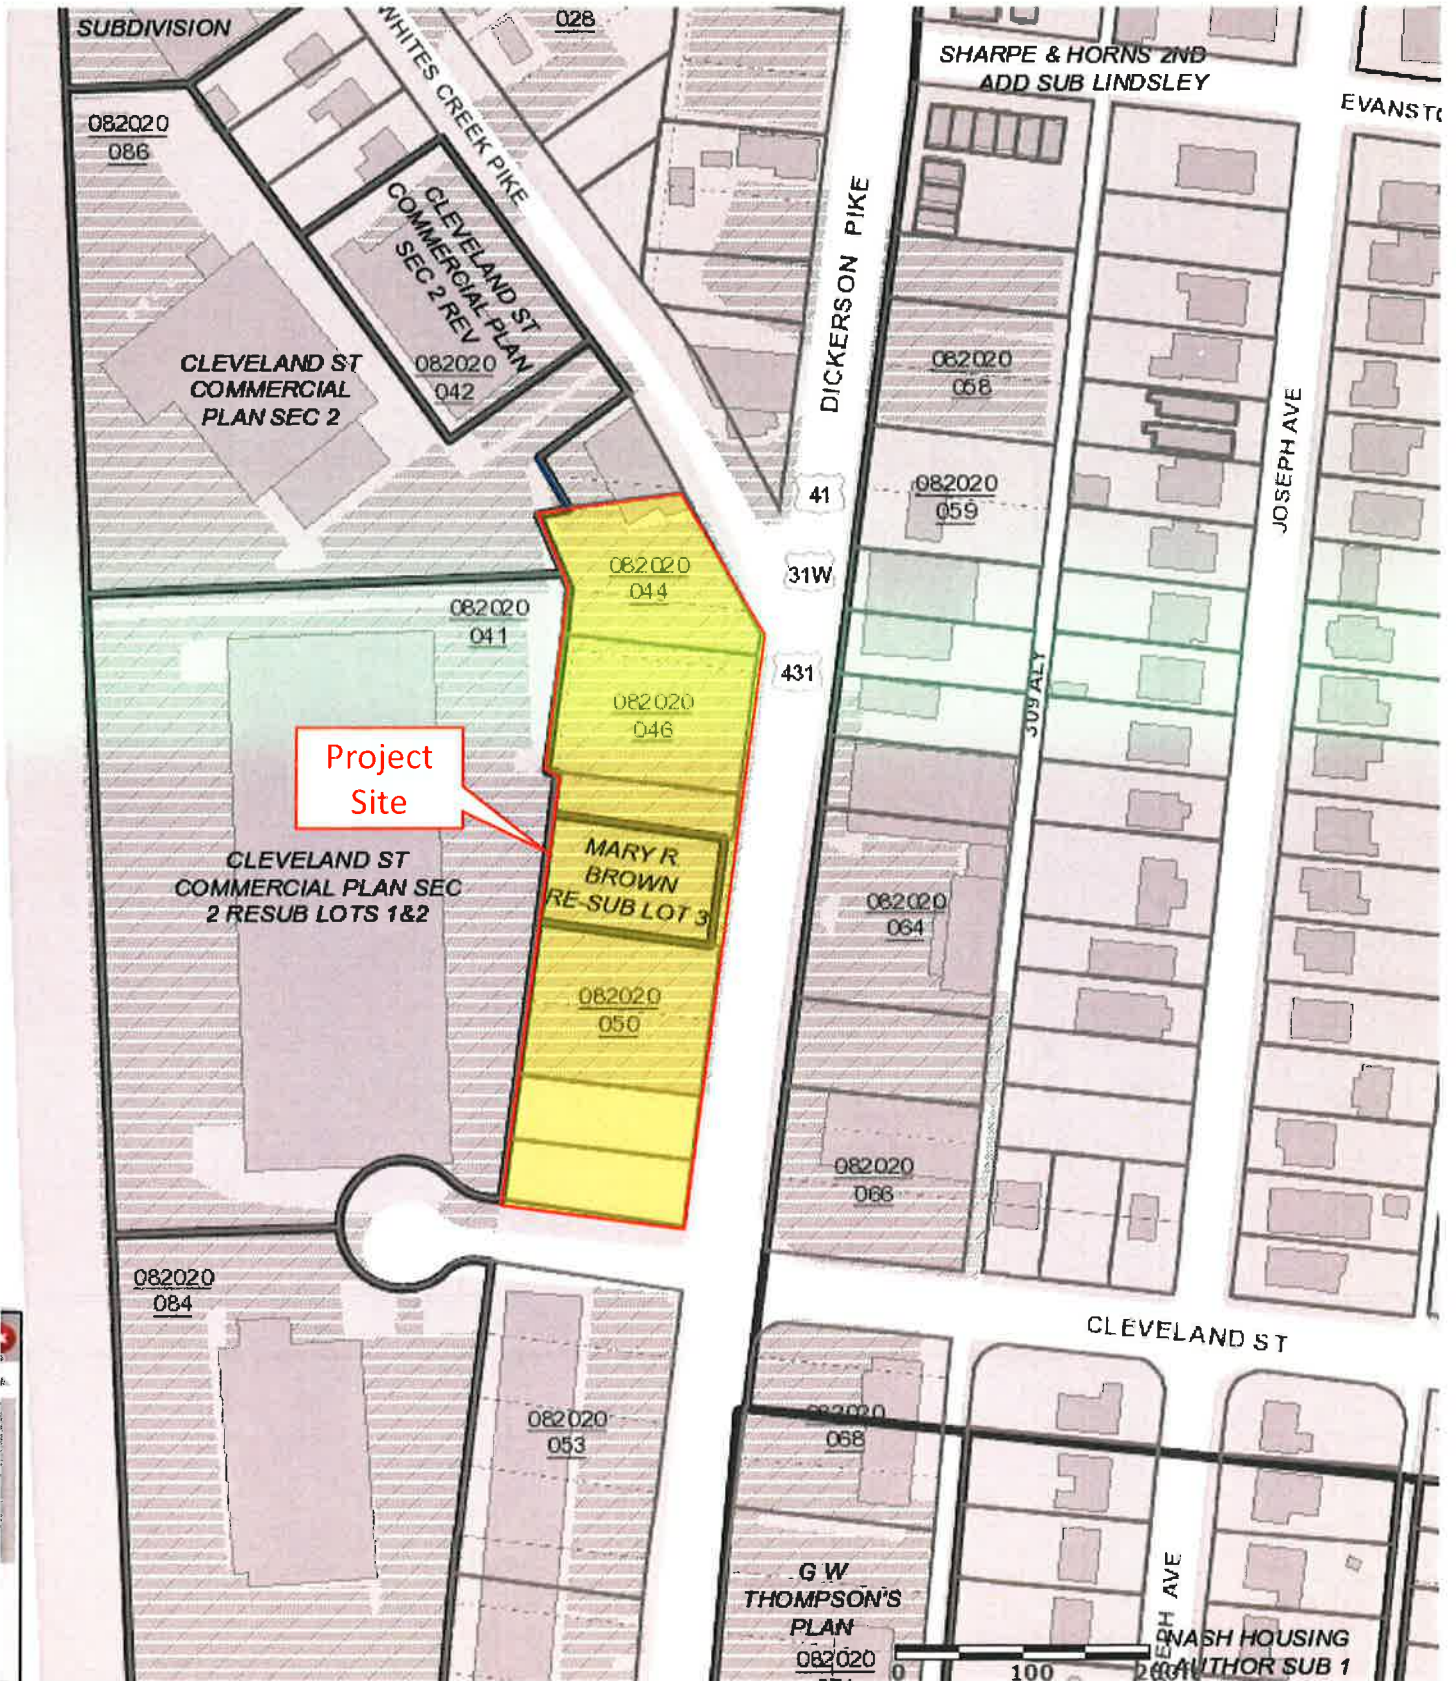 SUBDIVISION
WHITES CREEK PIKE
028
SHARPE & HORNS 2ND
ADD SUB LINDSLEY
082020
086
CLEVELAND ST
COMMERCIAL PLAN
SEC 2 REV
082020
042
DICKERSON PIKE
CLEVELAND ST
COMMERCIAL
PLAN SEC 2
082020
058
JOSEPH AVE
41
082020
059
31W
082020
044
082020
041
431
309 ALY
082020
046
Project
Site
MARY R
BROWN
RE-SUB LOT 3
CLEVELAND ST
COMMERCIAL PLAN SEC
2 RESUB LOTS 1&2
082020
064
082020
050
082020
066
082020
084
CLEVELAND ST
082020
053
082020
068
G W
THOMPSON'S
PLAN
082020
NASH HOUSING
AUTHOR SUB 1
0 100